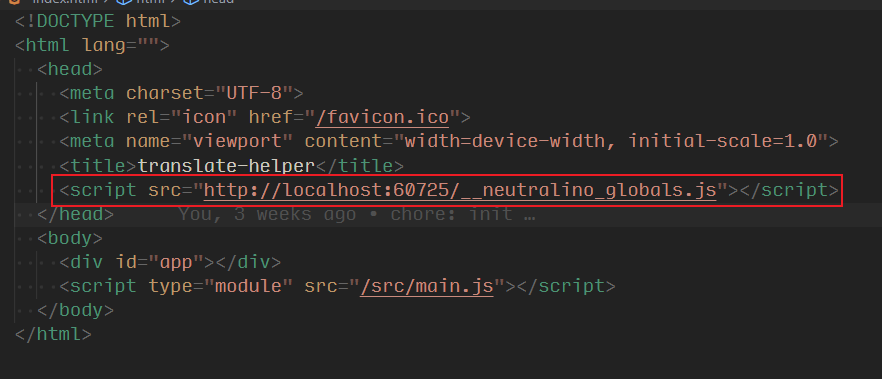 index.html > html > head
<!DOCTYPE html>
<html lang="">
<head>
<meta charset="UTF-8">
<link rel="icon" href="/favicon.ico">
<meta name="viewport" content="width=device-width, initial-scale=1.0">
<title>translate-helper</title>
<script src="http://localhost:60725/__neutralino_globals.js"></script>
</head> You, 3 weeks ago • chore: init …
<body>
<div id="app"></div>
<script type="module" src="/src/main.js"></script>
</body>
</html>